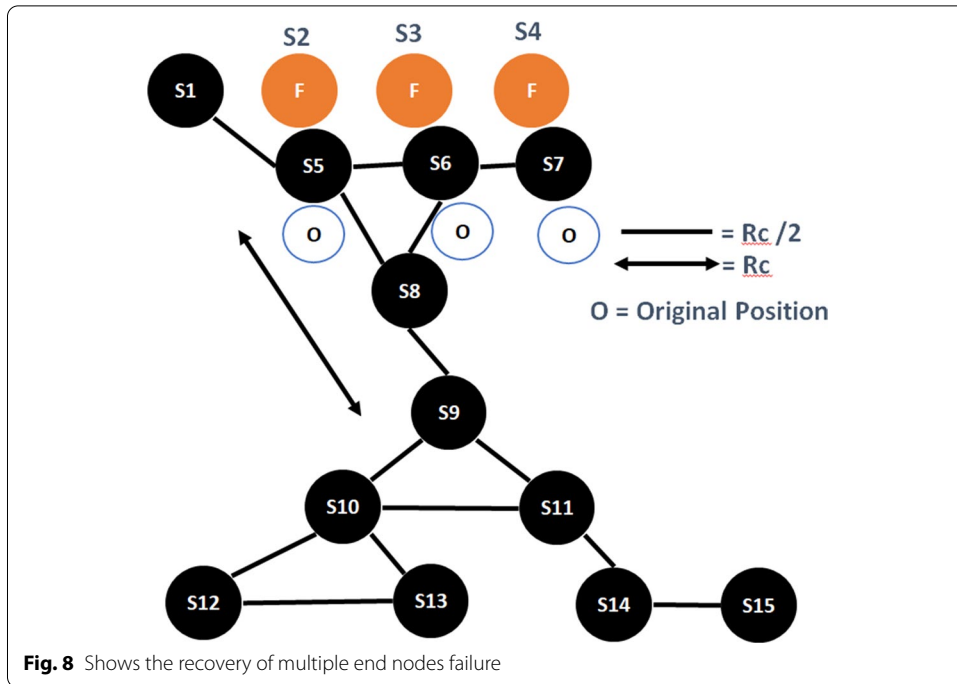 S2 S3 S4
S1 F F F
S5 S6 S7
O O O
= Rc /2
= Rc
S8
O = Original Position
S9
S10 S11
S12 S13 S14 S15
Fig. 8 Shows the recovery of multiple end nodes failure